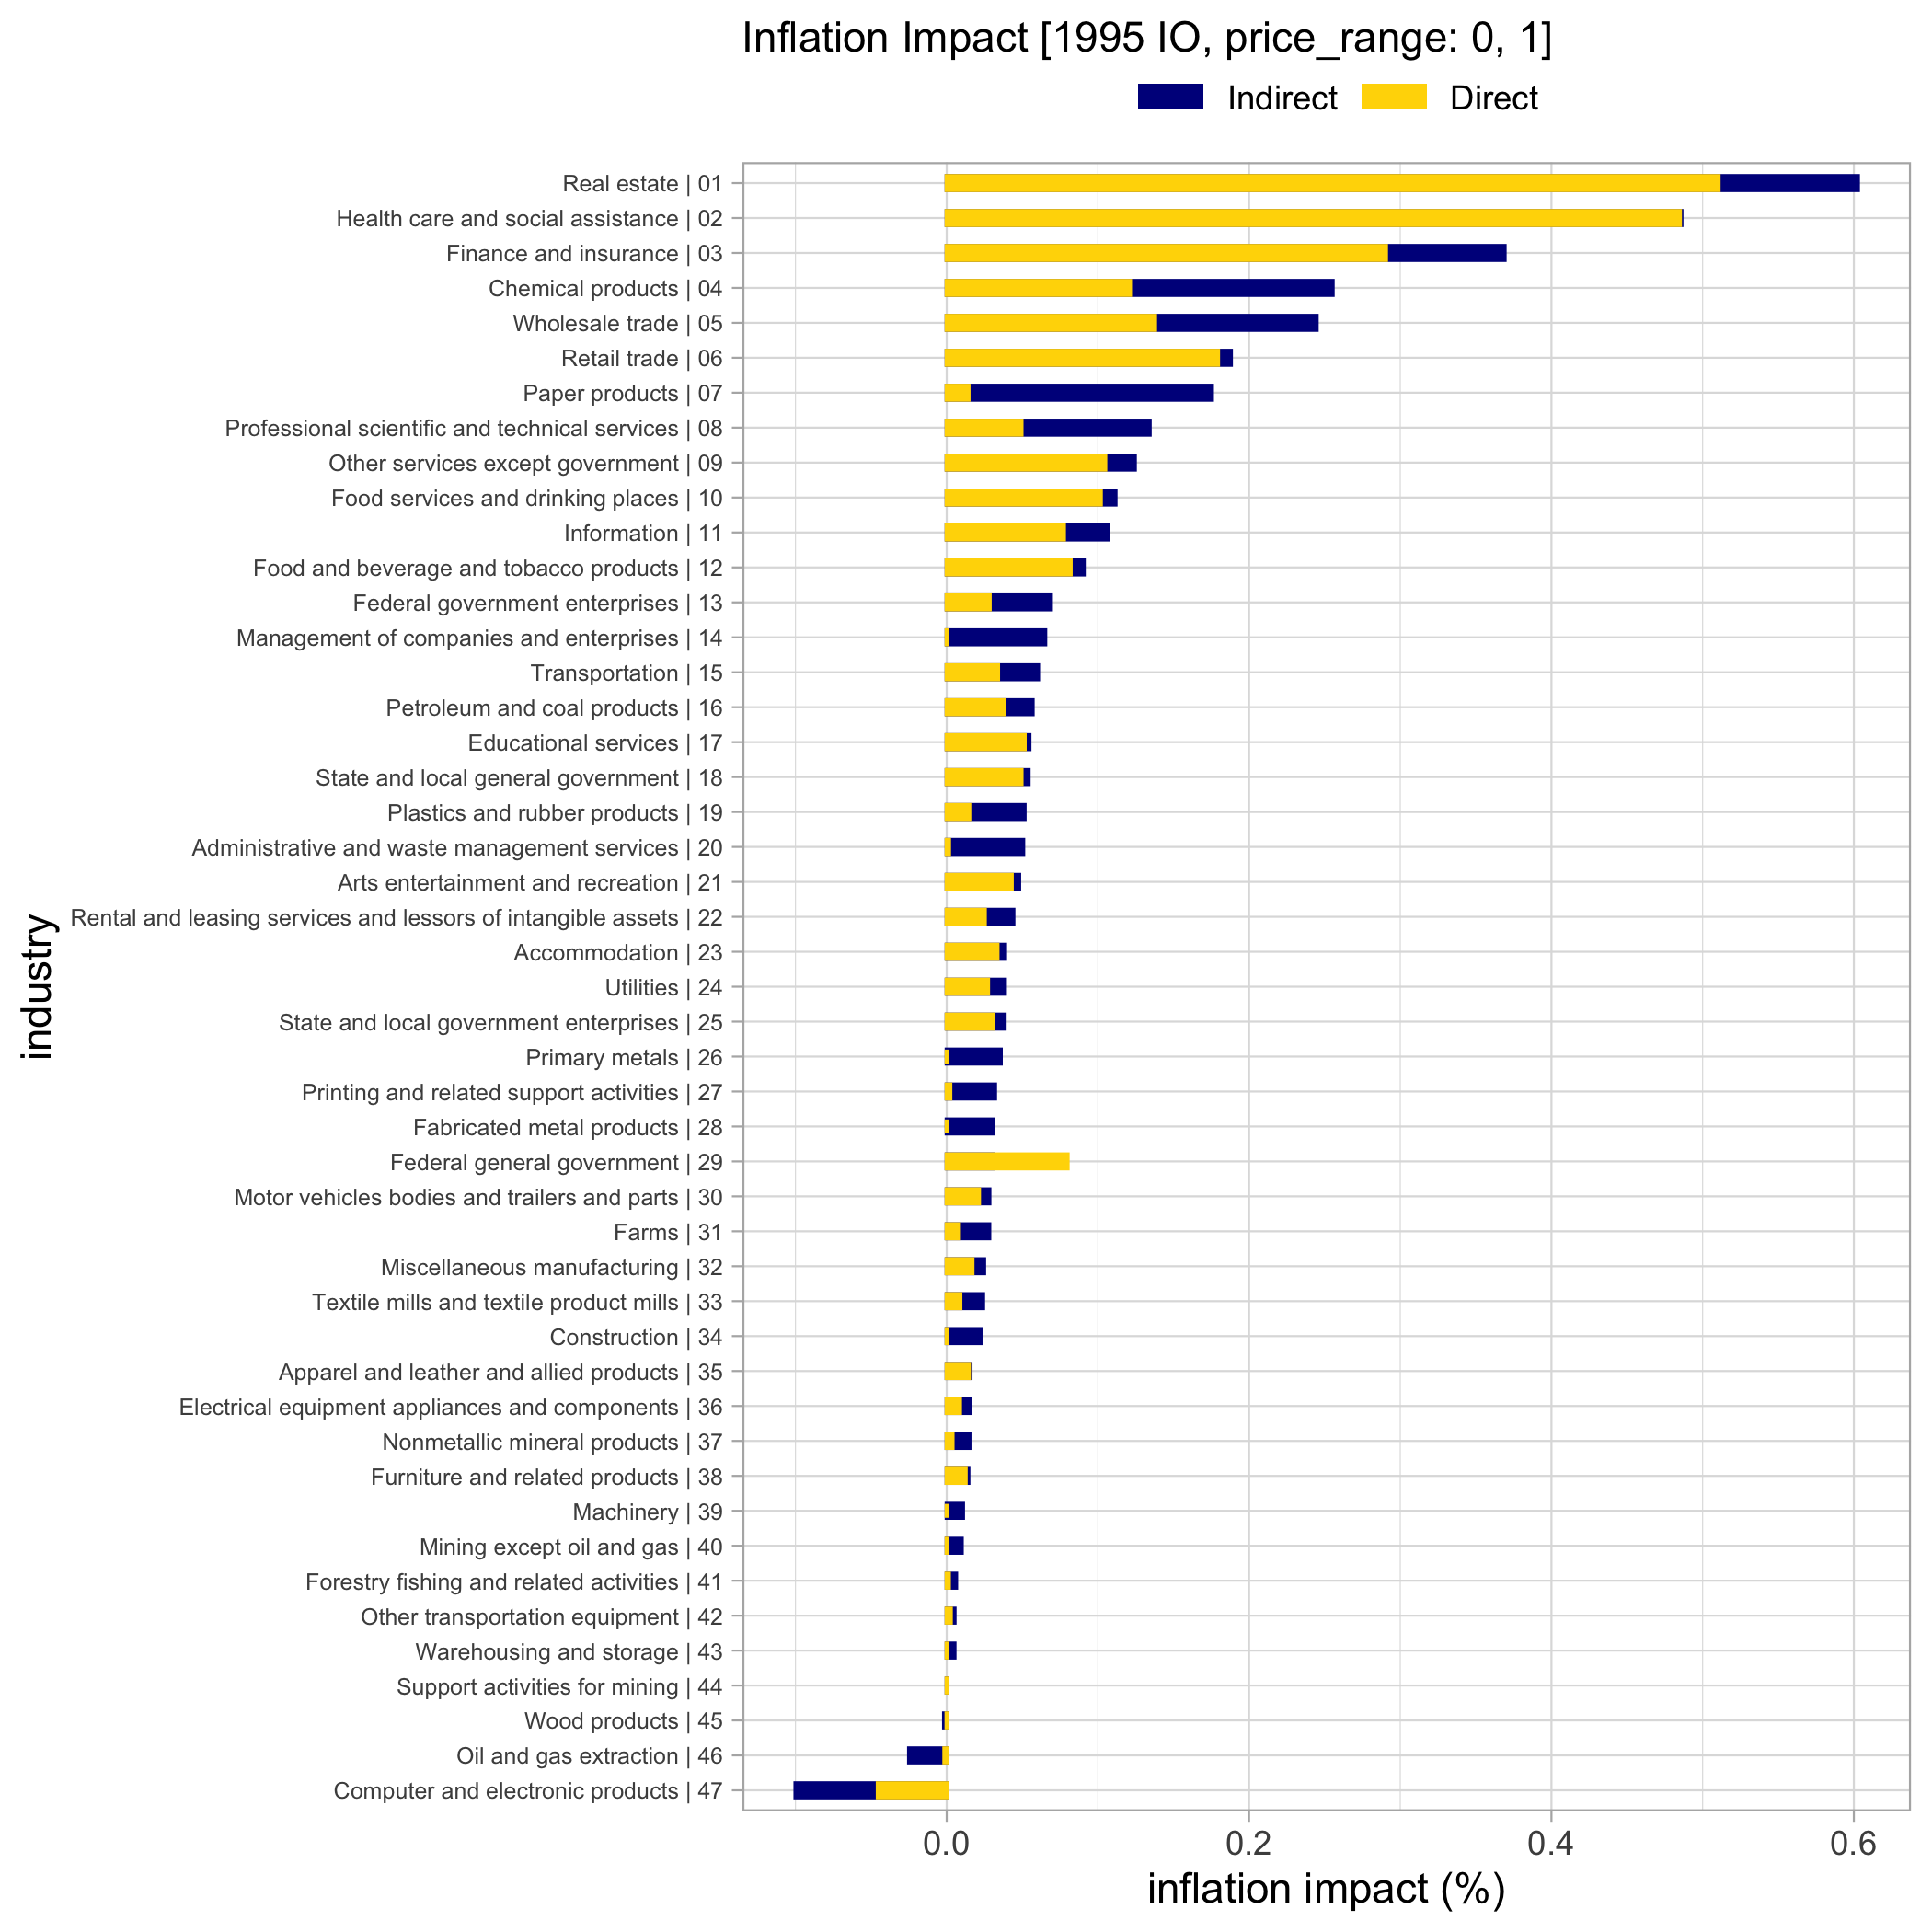 Inflation Impact [1995 IO, price_range: 0, 1]
Indirect Direct
Real estate | 01
Health care and social assistance | 02
Finance and insurance | 03
Chemical products | 04
Wholesale trade | 05
Retail trade | 06
Paper products | 07
Professional scientific and technical services | 08
Other services except government | 09
Food services and drinking places | 10
Information | 11
Food and beverage and tobacco products | 12
Federal government enterprises | 13
Management of companies and enterprises | 14
Transportation | 15
Petroleum and coal products | 16
Educational services | 17
State and local general government | 18
Plastics and rubber products | 19
Administrative and waste management services | 20
Arts entertainment and recreation | 21
Rental and leasing services and lessors of intangible assets | 22
Accommodation | 23
Utilities | 24
State and local government enterprises | 25
Primary metals | 26
Printing and related support activities | 27
Fabricated metal products | 28
Federal general government | 29
Motor vehicles bodies and trailers and parts | 30
Farms | 31
Miscellaneous manufacturing | 32
Textile mills and textile product mills | 33
Construction | 34
Apparel and leather and allied products | 35
Electrical equipment appliances and components | 36
Nonmetallic mineral products | 37
Furniture and related products | 38
Machinery | 39
Mining except oil and gas | 40
Forestry fishing and related activities | 41
Other transportation equipment | 42
Warehousing and storage | 43
Support activities for mining | 44
Wood products | 45
Oil and gas extraction | 46
Computer and electronic products | 47
industry
0.0 0.2 0.4 0.6
inflation impact (%)